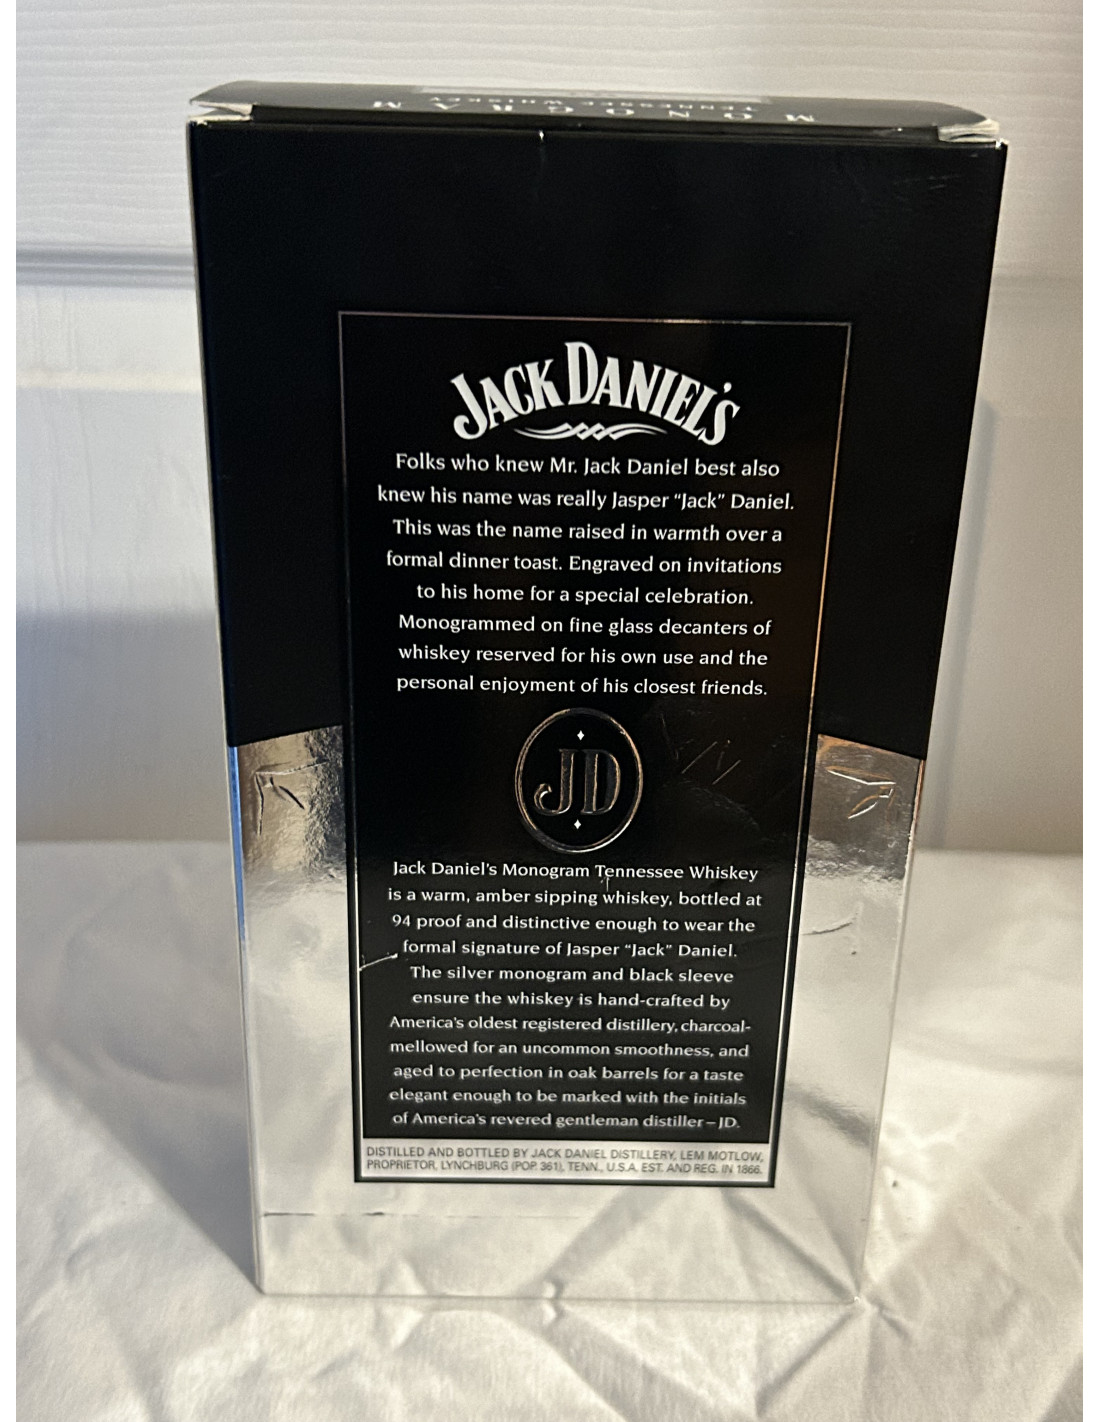 MONOGRAM
TENNESSEE WHISKEY
JACK DANIEL'S
Folks who knew Mr. Jack Daniel best also
knew his name was really Jasper “Jack” Daniel.
This was the name raised in warmth over a
formal dinner toast. Engraved on invitations
to his home for a special celebration.
Monogrammed on fine glass decanters of
whiskey reserved for his own use and the
personal enjoyment of his closest friends.
JD
Jack Daniel's Monogram Tennessee Whiskey
is a warm, amber sipping whiskey, bottled at
94 proof and distinctive enough to wear the
formal signature of Jasper “Jack” Daniel.
The silver monogram and black sleeve
ensure the whiskey is hand-crafted by
America's oldest registered distillery, charcoal-
mellowed for an uncommon smoothness, and
aged to perfection in oak barrels for a taste
elegant enough to be marked with the initials
of America's revered gentleman distiller–JD.
DISTILLED AND BOTTLED BY JACK DANIEL DISTILLERY, LEM MOTLOW,
PROPRIETOR, LYNCHBURG (POP. 361), TENN., U.S.A. EST. AND REG. IN 1866.